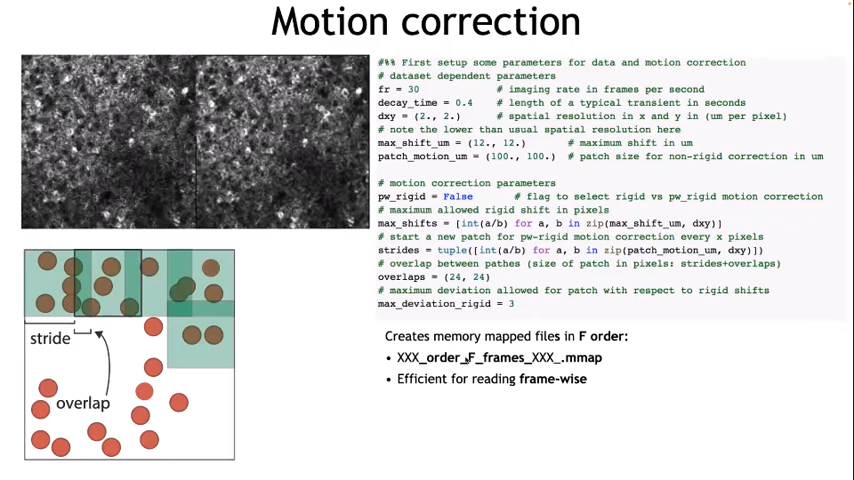 Motion correction
#%% First setup some parameters for data and motion correction
# dataset dependent parameters
fr = 30 # imaging rate in frames per second
decay_time = 0.4 # length of a typical transient in seconds
dxy = (2., 2.) # spatial resolution in x and y in (um per pixel)
# note the lower than usual spatial resolution here
max_shift_um = (12., 12.) # maximum shift in um
patch_motion_um = (100., 100.) # patch size for non-rigid correction in um
# motion correction parameters
pw_rigid = False # flag to select rigid vs pw_rigid motion correction
# maximum allowed rigid shift in pixels
max_shifts = [int(a/b) for a, b in zip(max_shift_um, dxy)]
# start a new patch for pw-rigid motion correction every x pixels
strides = tuple([int(a/b) for a, b in zip(patch_motion_um, dxy)])
# overlap between pathes (size of patch in pixels: strides+overlaps)
overlaps = (24, 24)
# maximum deviation allowed for patch with respect to rigid shifts
max_deviation_rigid = 3
stride
overlap
Creates memory mapped files in F order:
• XXX_order_F_frames_XXX_.mmap
• Efficient for reading frame-wise